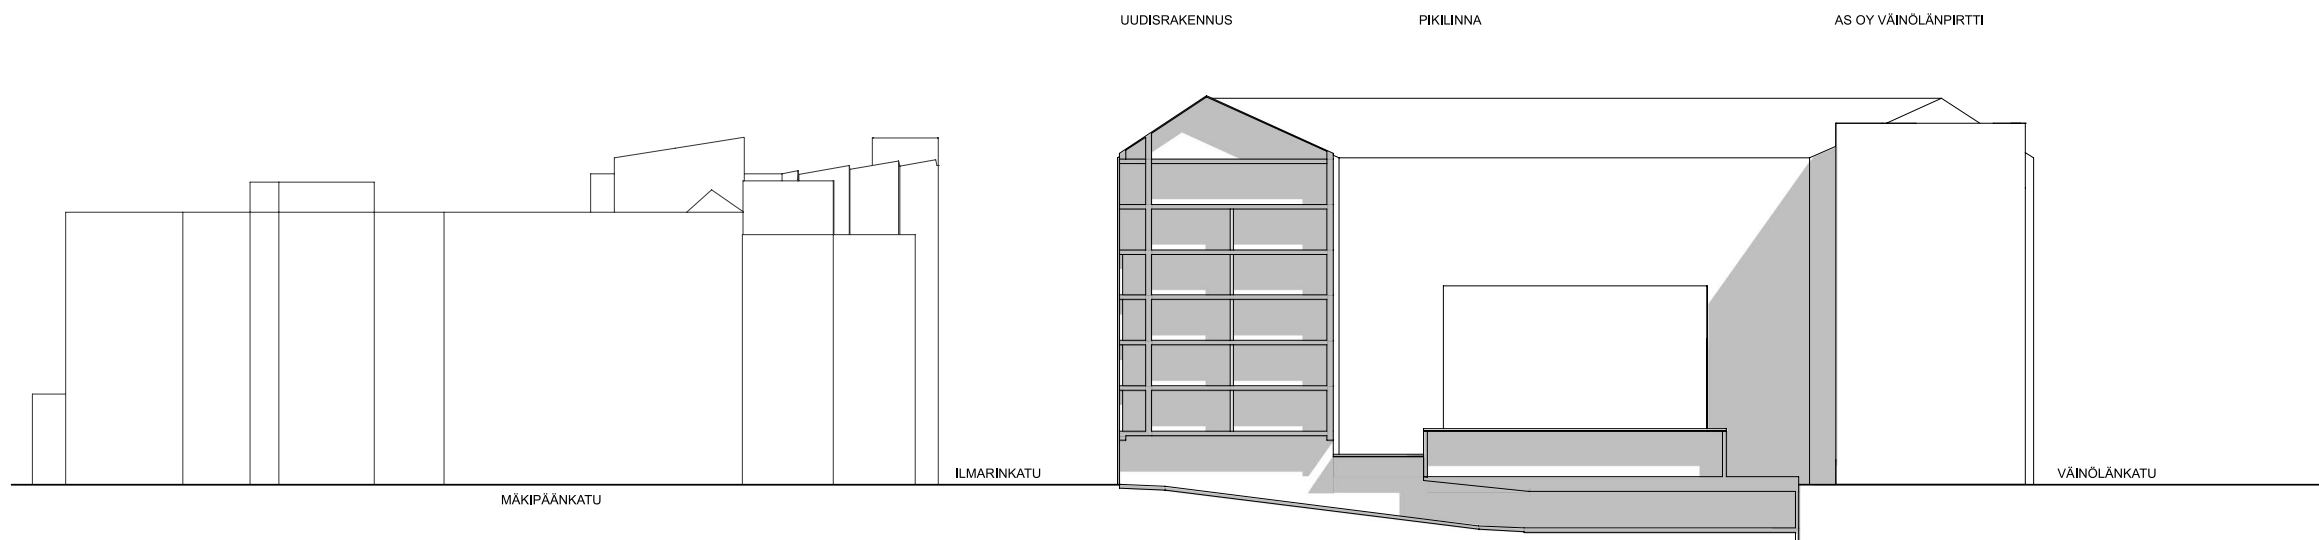 UUDISRAKENNUS
PIKILINNA
AS OY VÄINÖLÄNPIRTTI
ILMARINKATU
VÄINÖLÄNKATU
MÄKIPÄÄNKATU